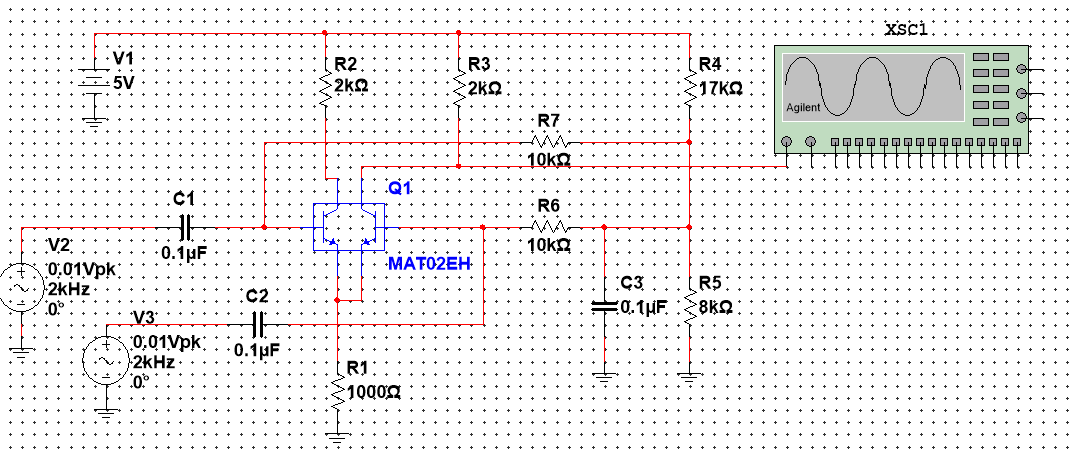 XSC1
Agilent
V1
5V
R2
2kΩ
R3
2kΩ
R4
17kΩ
R7
10kΩ
Q1
MAT02EH
C1
0.1µF
R6
10kΩ
V2
0.01Vpk
2kHz
0°
C2
0.1µF
V3
0.01Vpk
2kHz
0°
C3
0.1µF
R5
8kΩ
R1
1000Ω